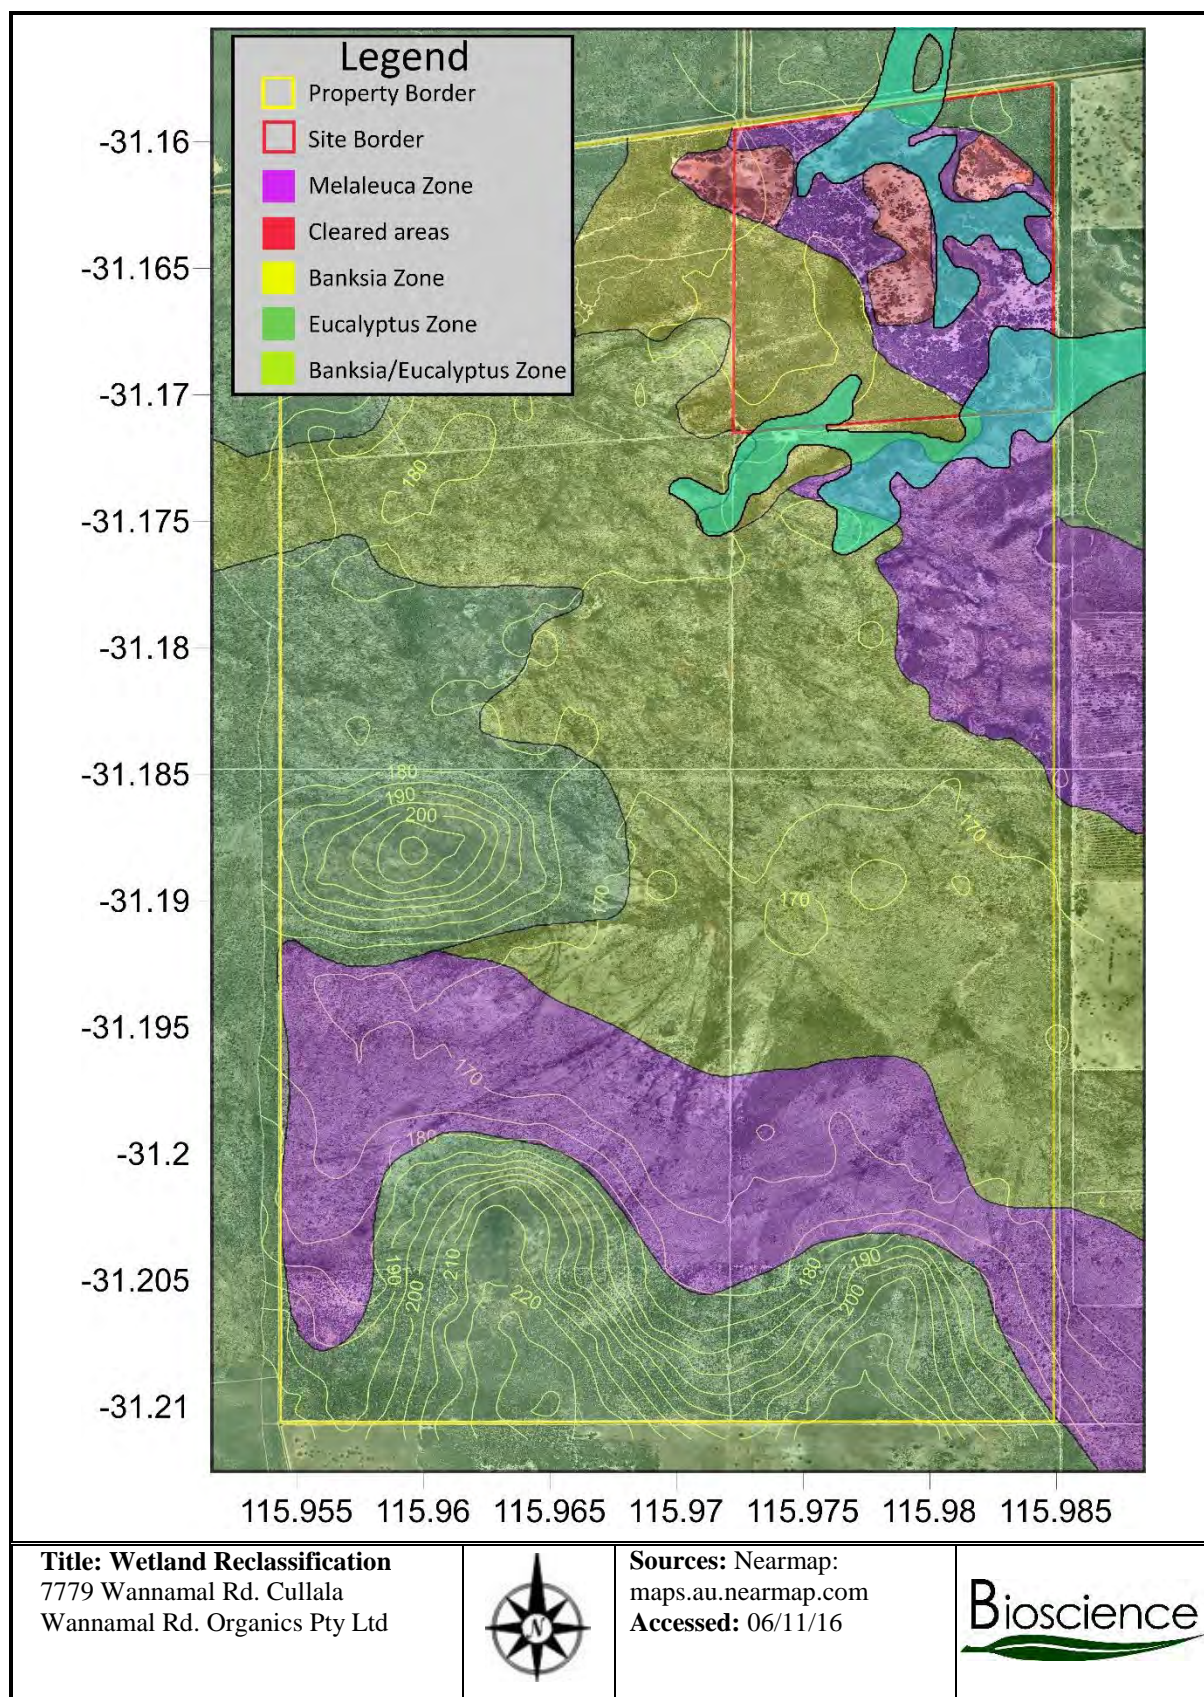 Legend
Property Border
Site Border
Melaleuca Zone
Cleared areas
Banksia Zone
Eucalyptus Zone
Banksia/Eucalyptus Zone
-31.16
-31.165
-31.17
-31.175
-31.18
-31.185
-31.19
-31.195
-31.2
-31.205
-31.21
180
180
190
200
170
170
170
170
180
190
200
210
220
180
190
200
115.955 115.96 115.965 115.97 115.975 115.98 115.985
Title: Wetland Reclassification
7779 Wannamal Rd. Cullala
Wannamal Rd. Organics Pty Ltd
N
Sources: Nearmap:
maps.au.nearmap.com
Accessed: 06/11/16
Bioscience